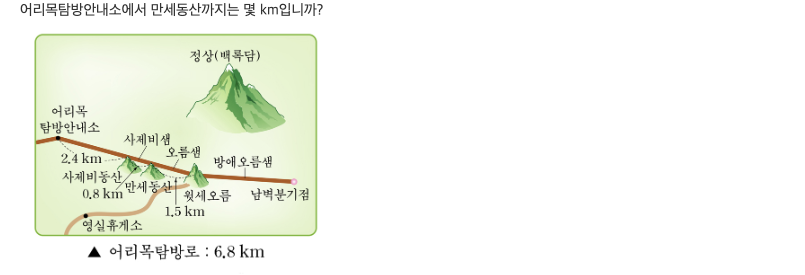 어리목탐방안내소에서 만세동산까지는 몇 km입니까?
정상(백록담)
어리목
탐방안내소
사제비샘
2.4 km
오름샘
방애오름샘
사제비동산
만세동산
0.8 km
윗세오름
남벽분기점
1.5 km
영실휴게소
▲ 어리목탐방로 : 6.8 km